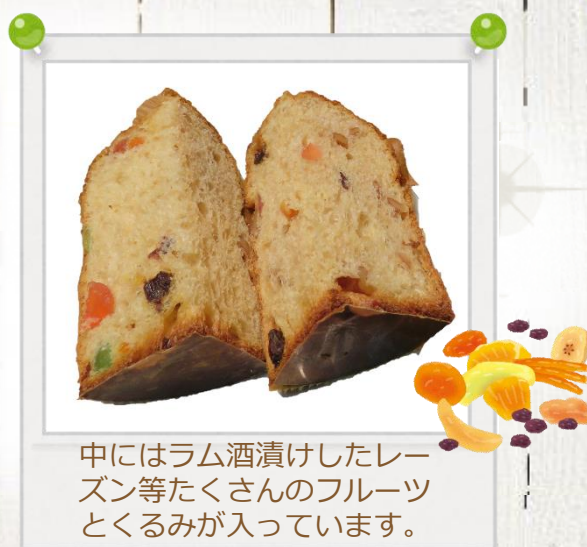 中にはラム酒漬けしたレー
ズン等たくさんのフルーツ
とくるみが入っています。